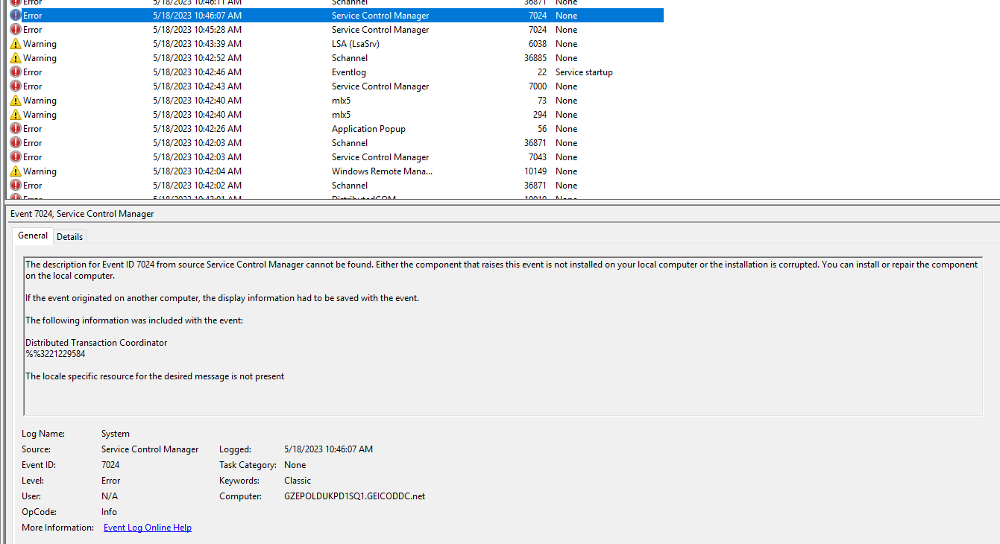 Error 5/18/2023 10:46:11 AM Schannel 36871 None
Error 5/18/2023 10:46:07 AM Service Control Manager 7024 None
Error 5/18/2023 10:45:28 AM Service Control Manager 7024 None
Warning 5/18/2023 10:43:39 AM LSA (LsaSrv) 6038 None
Warning 5/18/2023 10:42:52 AM Schannel 36885 None
Error 5/18/2023 10:42:46 AM Eventlog 22 Service startup
Error 5/18/2023 10:42:43 AM Service Control Manager 7000 None
Warning 5/18/2023 10:42:40 AM mlx5 73 None
Warning 5/18/2023 10:42:40 AM mlx5 294 None
Error 5/18/2023 10:42:26 AM Application Popup 56 None
Error 5/18/2023 10:42:03 AM Schannel 36871 None
Error 5/18/2023 10:42:03 AM Service Control Manager 7043 None
Warning 5/18/2023 10:42:04 AM Windows Remote Mana... 10149 None
Error 5/18/2023 10:42:02 AM Schannel 36871 None
Error 5/18/2023 10:42:01 AM DistributedCOM 10010 None
Event 7024, Service Control Manager
General Details
The description for Event ID 7024 from source Service Control Manager cannot be found. Either the component that raises this event is not installed on your local computer or the installation is corrupted. You can install or repair the component
on the local computer.
If the event originated on another computer, the display information had to be saved with the event.
The following information was included with the event:
Distributed Transaction Coordinator
%%3221229584
The locale specific resource for the desired message is not present
Log Name: System
Source: Service Control Manager Logged: 5/18/2023 10:46:07 AM
Event ID: 7024 Task Category: None
Level: Error Keywords: Classic
User: N/A Computer: GZEPOLDUKPD1SQ1.GEICODDC.net
OpCode: Info
More Information: Event Log Online Help